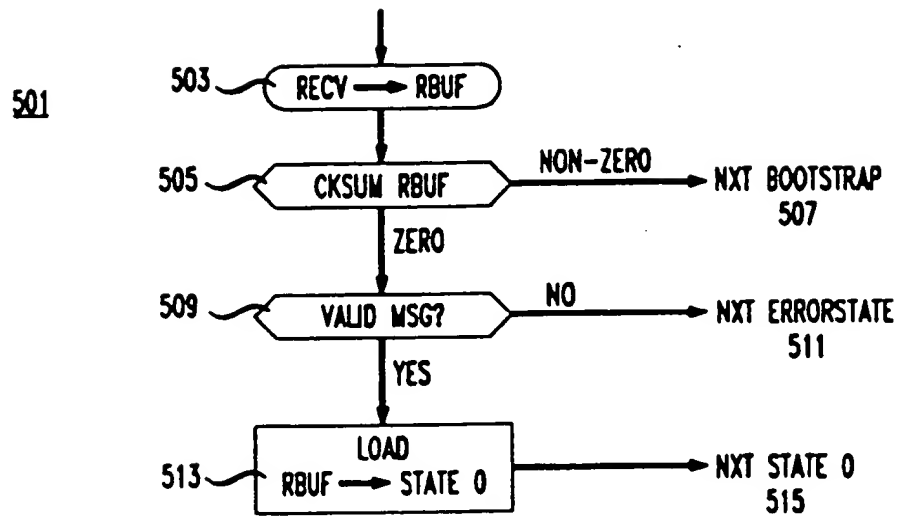 501
503
RECV → RBUF
505
CKSUM RBUF
NON-ZERO
NXT BOOTSTRAP
507
ZERO
509
VALID MSG?
NO
NXT ERRORSTATE
511
YES
513
LOAD
RBUF → STATE 0
NXT STATE 0
515